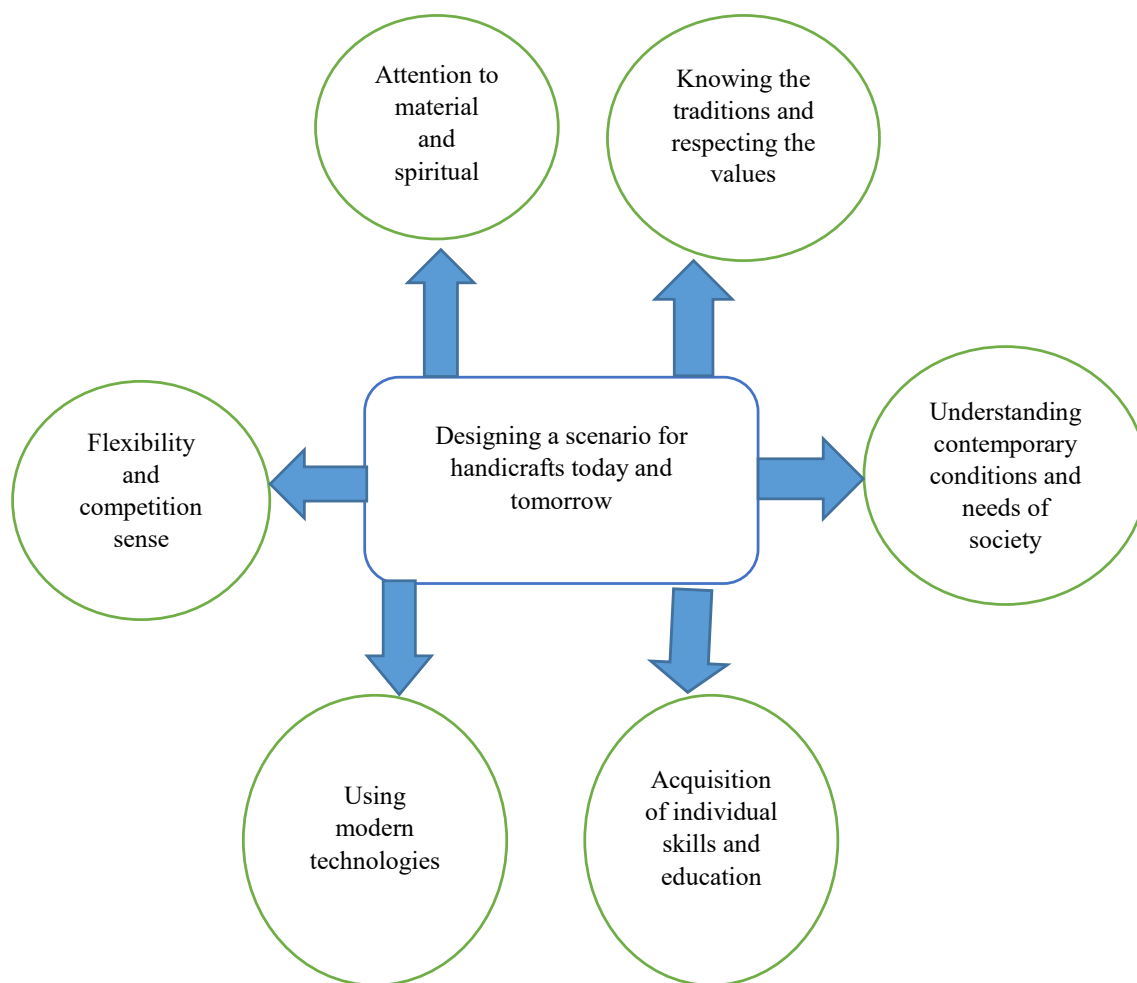 Attention to
material
and
spiritual
Knowing the
traditions and
respecting the
values
Designing a scenario for
handicrafts today and
tomorrow
Understanding
contemporary
conditions and
needs of
society
Flexibility
and
competition
sense
Using
modern
technologies
Acquisition
of individual
skills and
education